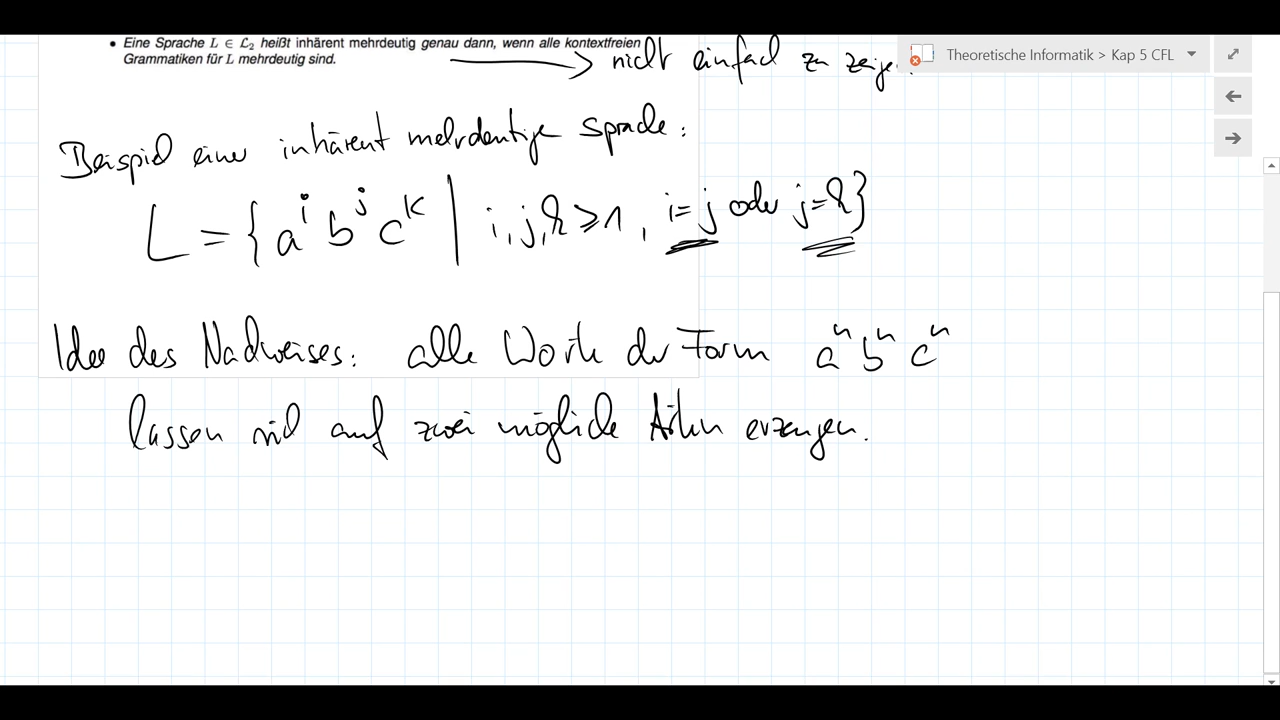 • Eine Sprache L ∈ 𝓛₂ heißt inhärent mehrdeutig genau dann, wenn alle kontextfreien
Grammatiken für L mehrdeutig sind.
nicht einfach zu zeigen.
Theoretische Informatik > Kap 5 CFL
Beispiel einer inhärent mehrdeutige Sprache:
L = { aⁱ bʲ cᵏ | i, j, k ≥ 1, i=j oder j=k }
Idee des Nachweises: alle Worte der Form aⁿ bⁿ cⁿ
lassen sich auf zwei mögliche Arten erzeugen.